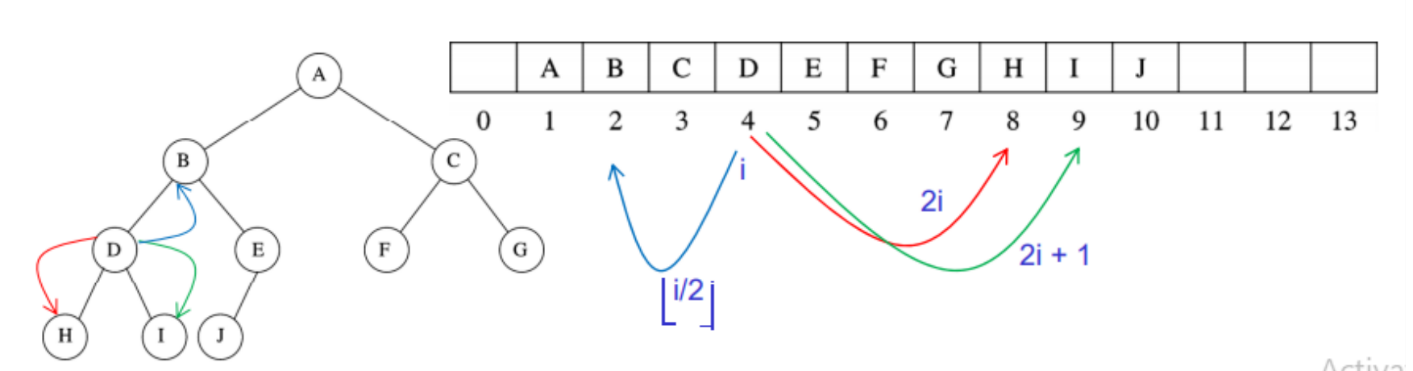 A
B
C
D
E
F
G
H
I
J
A B C D E F G H I J
0 1 2 3 4 5 6 7 8 9 10 11 12 13
i
2i
2i + 1
⌊i/2⌋